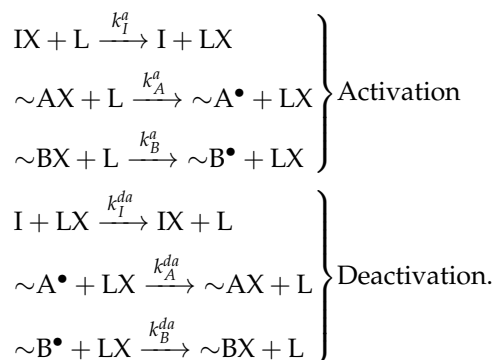 IX + L \xrightarrow{k_I^a} I + LX
∼AX + L \xrightarrow{k_A^a} ∼A^• + LX
∼BX + L \xrightarrow{k_B^a} ∼B^• + LX
Activation
I + LX \xrightarrow{k_I^{da}} IX + L
∼A^• + LX \xrightarrow{k_A^{da}} ∼AX + L
∼B^• + LX \xrightarrow{k_B^{da}} ∼BX + L
Deactivation.